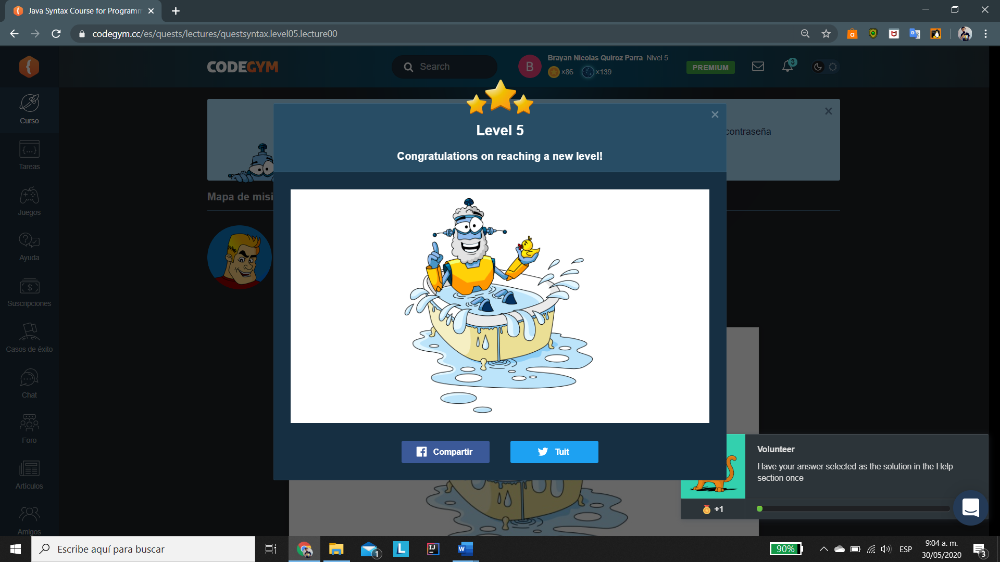 Java Syntax Course for Programm
codegym.cc/es/quests/lectures/questsyntax.level05.lecture00
CODEGYM
Search
B
Brayan Nicolas Quiroz Parra Nivel 5
x86
x139
PREMIUM
3
Curso
Tareas
Juegos
Ayuda
Suscripciones
Casos de éxito
Chat
Foro
Artículos
Amigos
contraseña
Mapa de misi
Level 5
Congratulations on reaching a new level!
Compartir
Tuit
Volunteer
Have your answer selected as the solution in the Help
section once
+1
Escribe aquí para buscar
1
L
IJ
W
90%
ESP
9:04 a. m.
30/05/2020
3